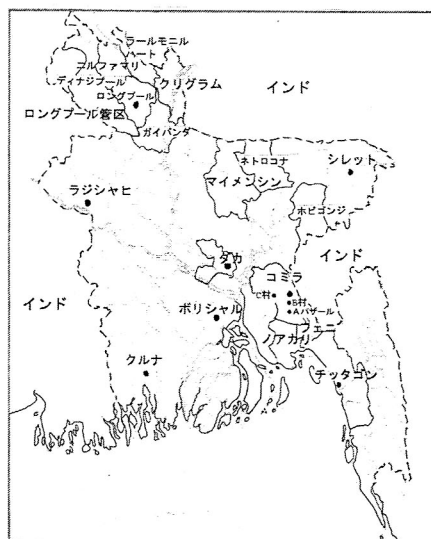 ラールモニル
ハート
ニルファマリ
ディナジプール
クリグラム
ロングプール
ロングプール管区
ガイバンダ
インド
ネトロコナ
シレット
マイメンシン
ラジシャヒ
ホビゴンジ
ダカ
インド
コミラ
C村
B村
Aバザール
インド
ボリシャル
フェニ
ノアカリ
クルナ
チッタゴン